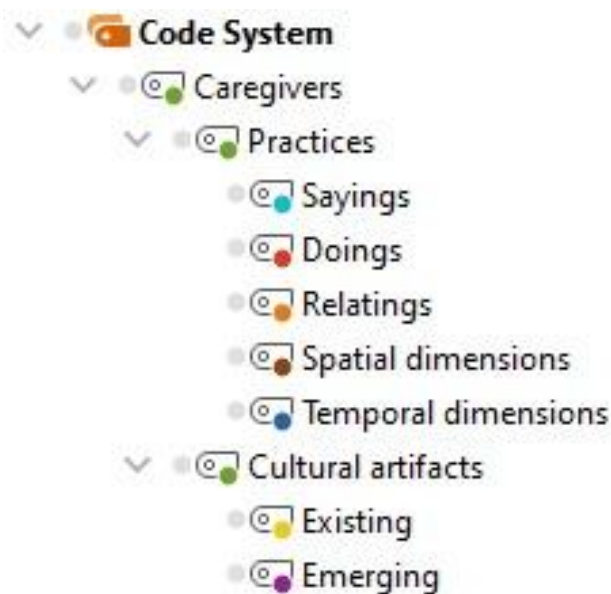 Code System
Caregivers
Practices
Sayings
Doings
Relatings
Spatial dimensions
Temporal dimensions
Cultural artifacts
Existing
Emerging